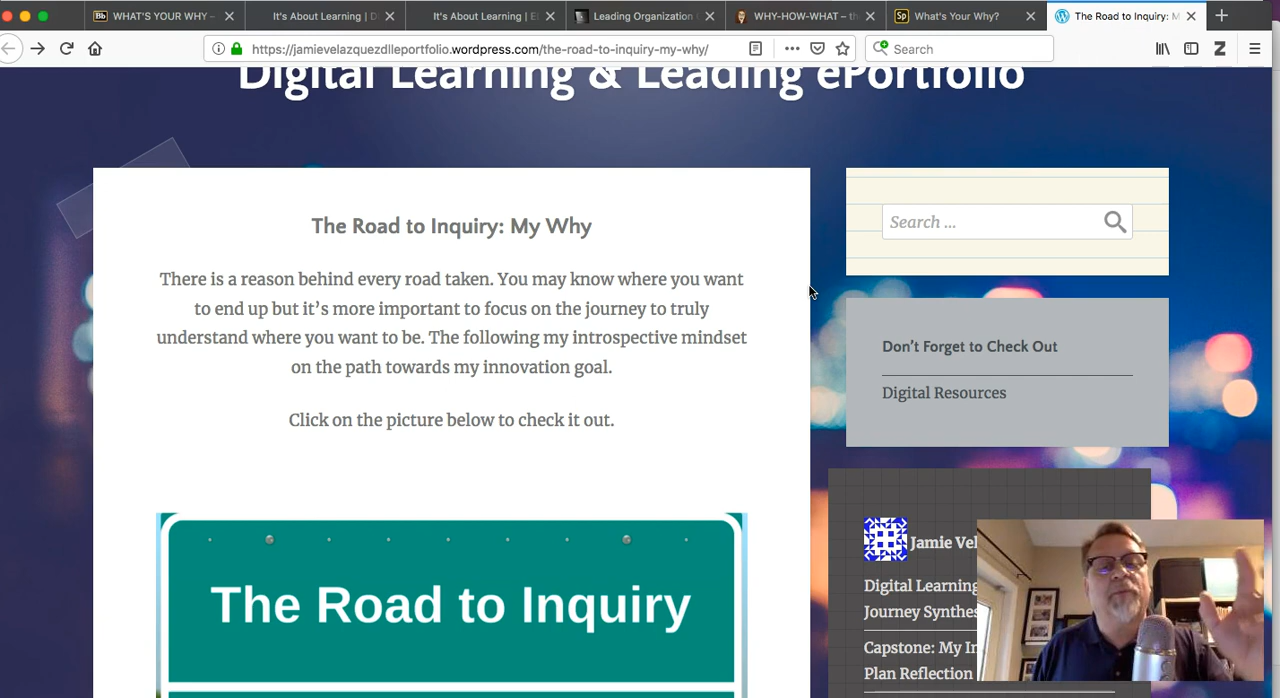 Bb WHAT'S YOUR WHY –
It's About Learning | D
It's About Learning | E
Leading Organization
WHY-HOW-WHAT – th
Sp What's Your Why?
The Road to Inquiry: M
https://jamievelazquezdlleportfolio.wordpress.com/the-road-to-inquiry-my-why/
Search
Z
Digital Learning & Leading ePortfolio
The Road to Inquiry: My Why
There is a reason behind every road taken. You may know where you want
to end up but it’s more important to focus on the journey to truly
understand where you want to be. The following my introspective mindset
on the path towards my innovation goal.
Click on the picture below to check it out.
The Road to Inquiry
Search ...
Don’t Forget to Check Out
Digital Resources
Jamie Vel
Digital Learning
Journey Synthes
Capstone: My In
Plan Reflection